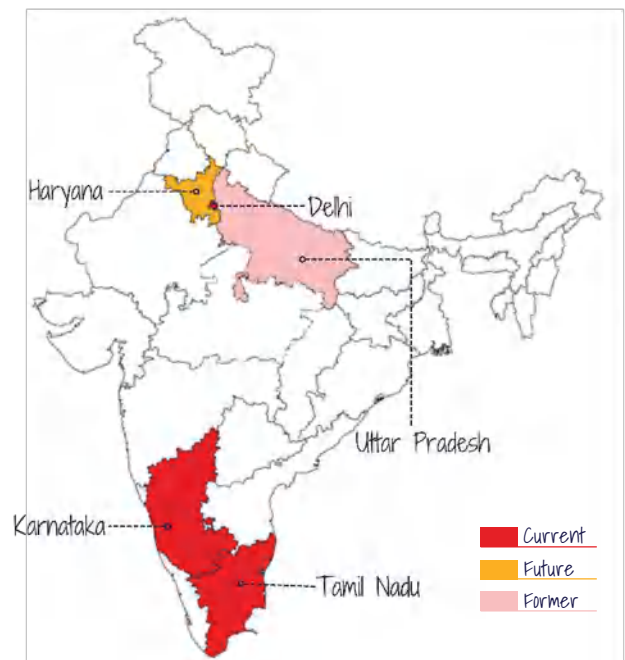 Haryana
Delhi
Uttar Pradesh
Karnataka
Tamil Nadu
Current
Future
Former